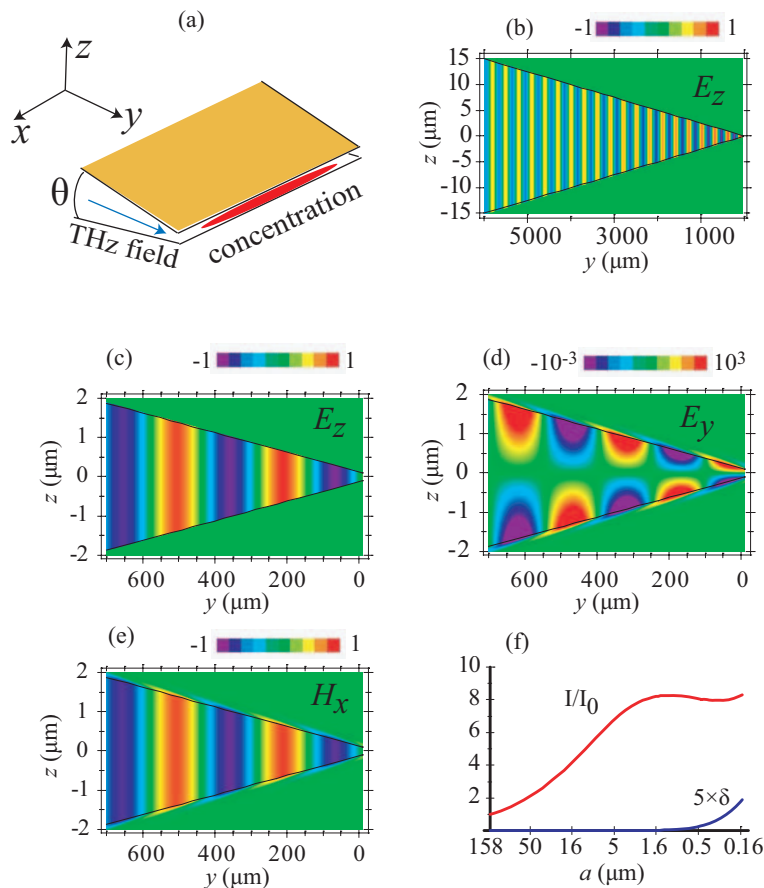 (a)
z
x
y
θ
THz field
concentration
(b)
-1 1
E_z
15
10
5
0
-5
-10
-15
z (μm)
5000 3000 1000
y (μm)
(c)
-1 1
E_z
2
1
0
-1
-2
z (μm)
600 400 200 0
y (μm)
(d)
-10⁻³ 10³
E_y
2
1
0
-1
-2
z (μm)
600 400 200 0
y (μm)
(e)
-1 1
H_x
2
1
0
-1
-2
z (μm)
600 400 200 0
y (μm)
(f)
10
8
6
4
2
I/I₀
5×δ
158 50 16 5 1.6 0.5 0.16
a (μm)